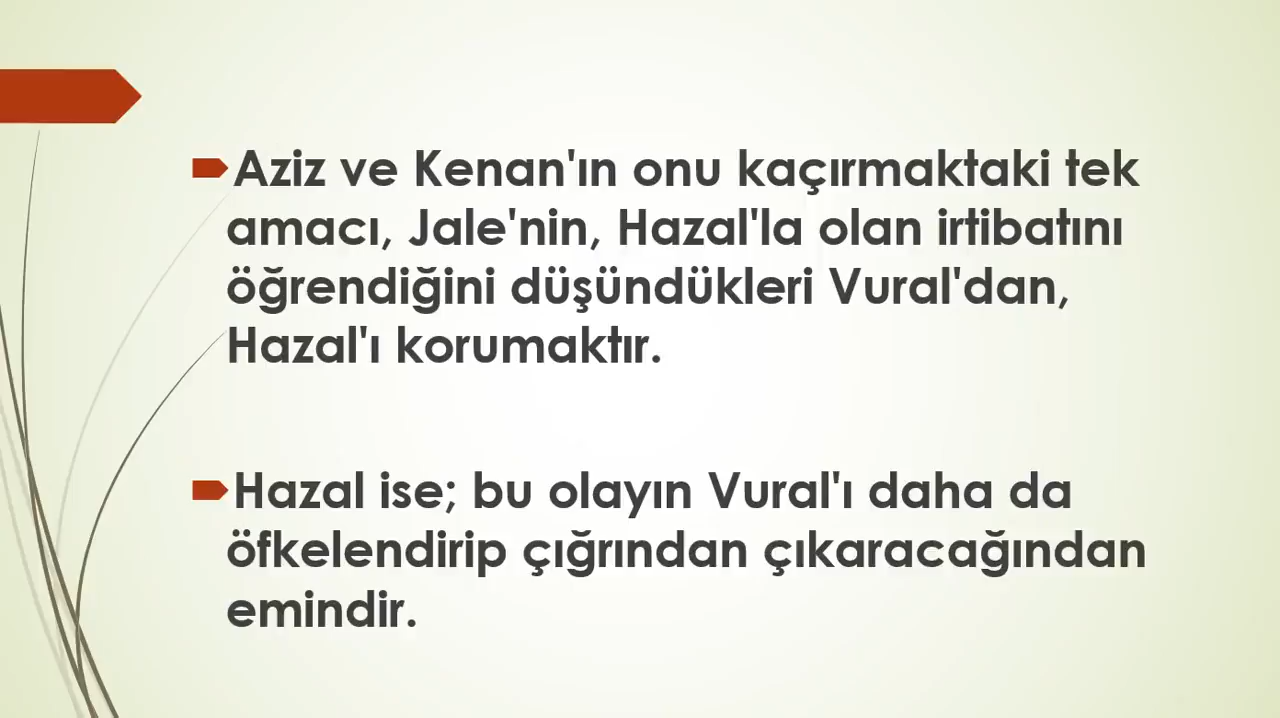 Aziz ve Kenan'ın onu kaçırmaktaki tek
amacı, Jale'nin, Hazal'la olan irtibatını
öğrendiğini düşündükleri Vural'dan,
Hazal'ı korumaktır.
Hazal ise; bu olayın Vural'ı daha da
öfkelendirip çığrından çıkaracağından
emindir.